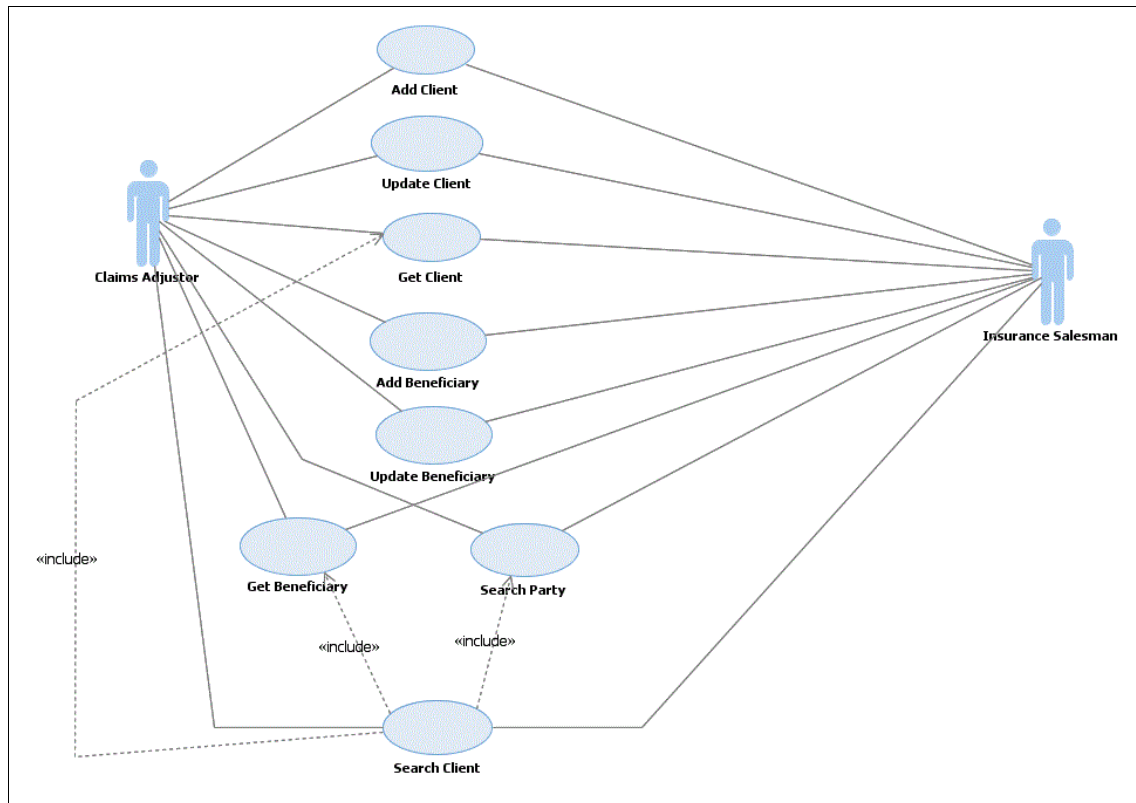 Add Client
Update Client
Claims Adjustor
Get Client
Insurance Salesman
Add Beneficiary
Update Beneficiary
«include»
Get Beneficiary
Search Party
«include»
«include»
Search Client